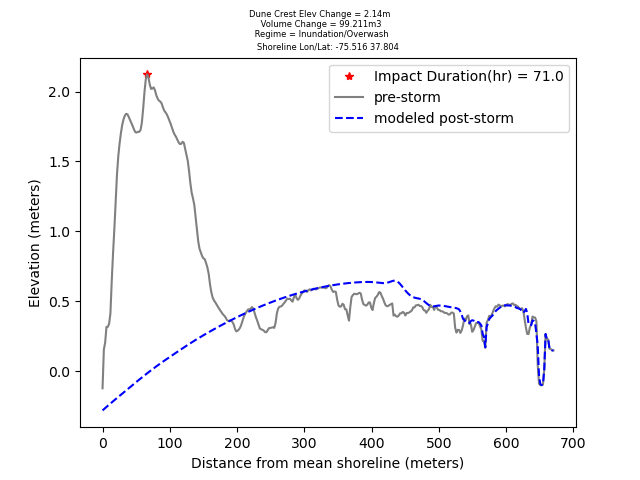 Dune Crest Elev Change = 2.14m
Volume Change = 99.211m3
Regime = Inundation/Overwash
Shoreline Lon/Lat: -75.516 37.804
Impact Duration(hr) = 71.0
pre-storm
modeled post-storm
2.0
1.5
1.0
0.5
0.0
Elevation (meters)
0 100 200 300 400 500 600 700
Distance from mean shoreline (meters)